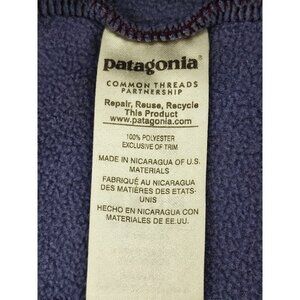 patagonia®
COMMON THREADS
PARTNERSHIP
Repair, Reuse, Recycle
This Product
www.patagonia.com
100% POLYESTER
EXCLUSIVE OF TRIM
MADE IN NICARAGUA OF U.S.
MATERIALS
FABRIQUÉ AU NICARAGUA
DES MATIÈRES DES ETATS-
UNIS
HECHO EN NICARAGUA CON
MATERIALES DE EE.UU.